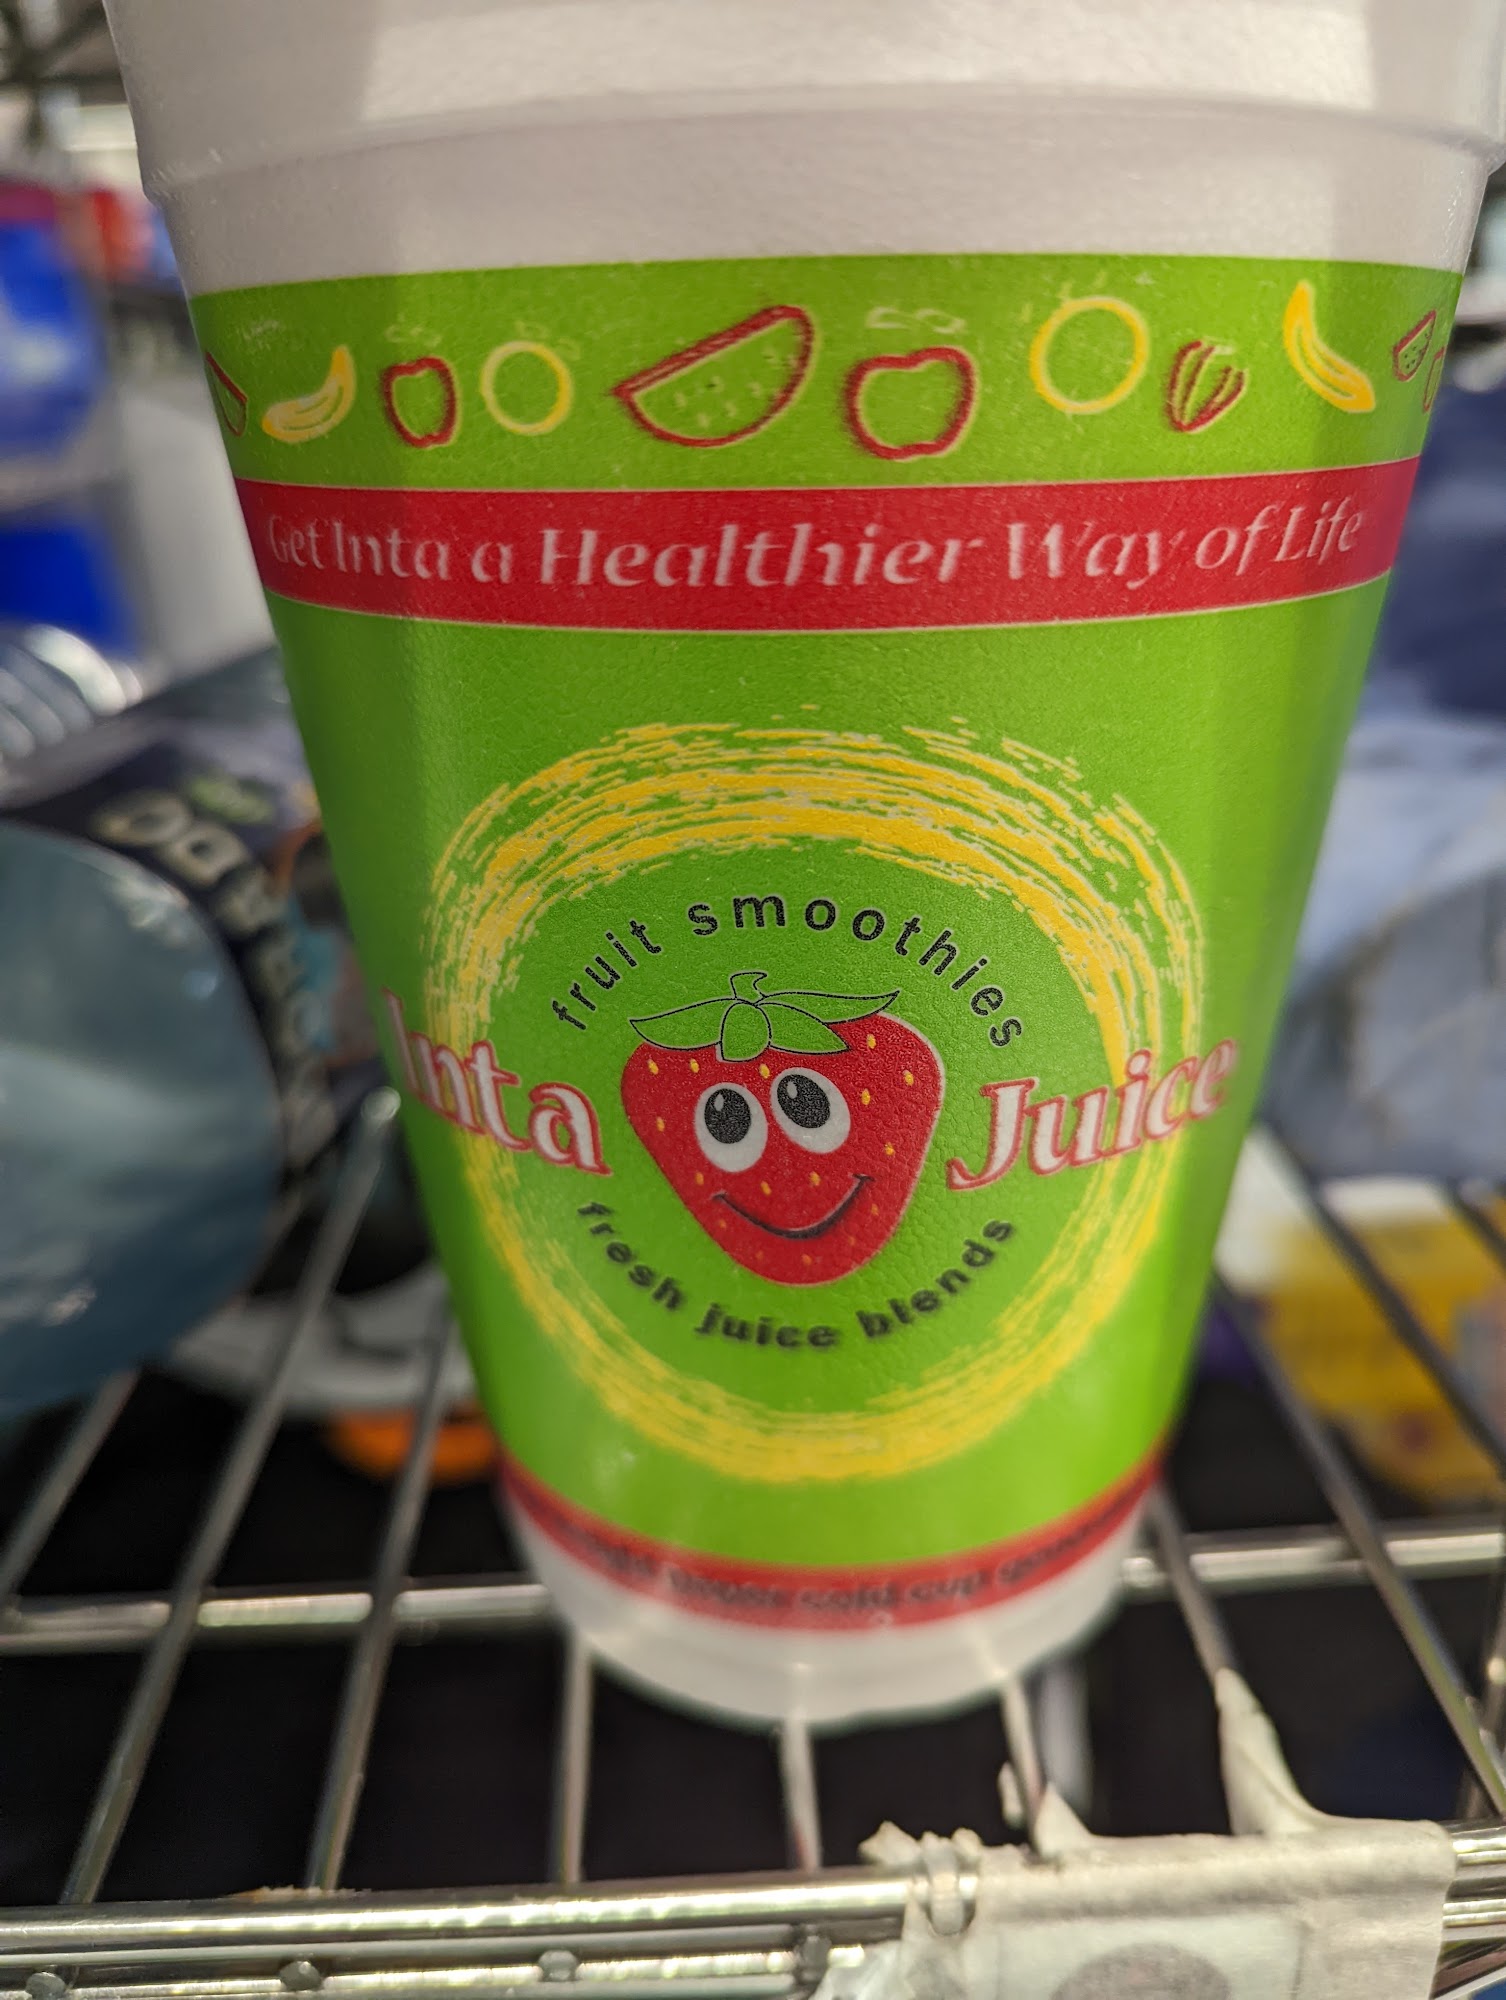 Get Inta a Healthier Way of Life
fruit smoothies
Inta Juice
fresh juice blends